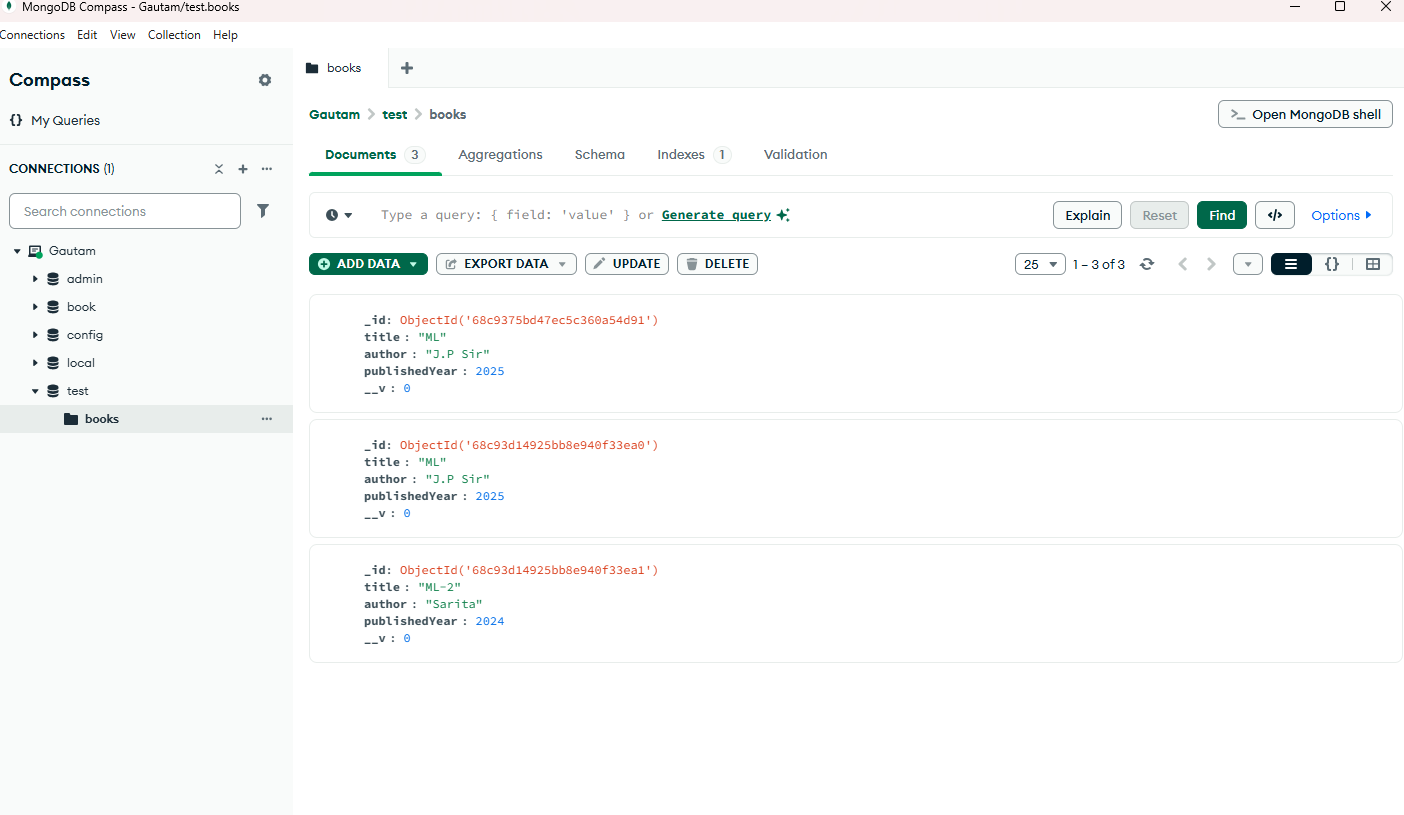 MongoDB Compass - Gautam/test.books
Connections Edit View Collection Help
Compass
{} My Queries
CONNECTIONS (1)
Search connections
Gautam
admin
book
config
local
test
books
books
Gautam > test > books
>_ Open MongoDB shell
Documents 3 Aggregations Schema Indexes 1 Validation
Type a query: { field: 'value' } or Generate query
Explain Reset Find </> Options
ADD DATA EXPORT DATA UPDATE DELETE
25 1 – 3 of 3 {}
_id: ObjectId('68c9375bd47ec5c360a54d91')
title : "ML"
author : "J.P Sir"
publishedYear : 2025
__v : 0
_id: ObjectId('68c93d14925bb8e940f33ea0')
title : "ML"
author : "J.P Sir"
publishedYear : 2025
__v : 0
_id: ObjectId('68c93d14925bb8e940f33ea1')
title : "ML-2"
author : "Sarita"
publishedYear : 2024
__v : 0